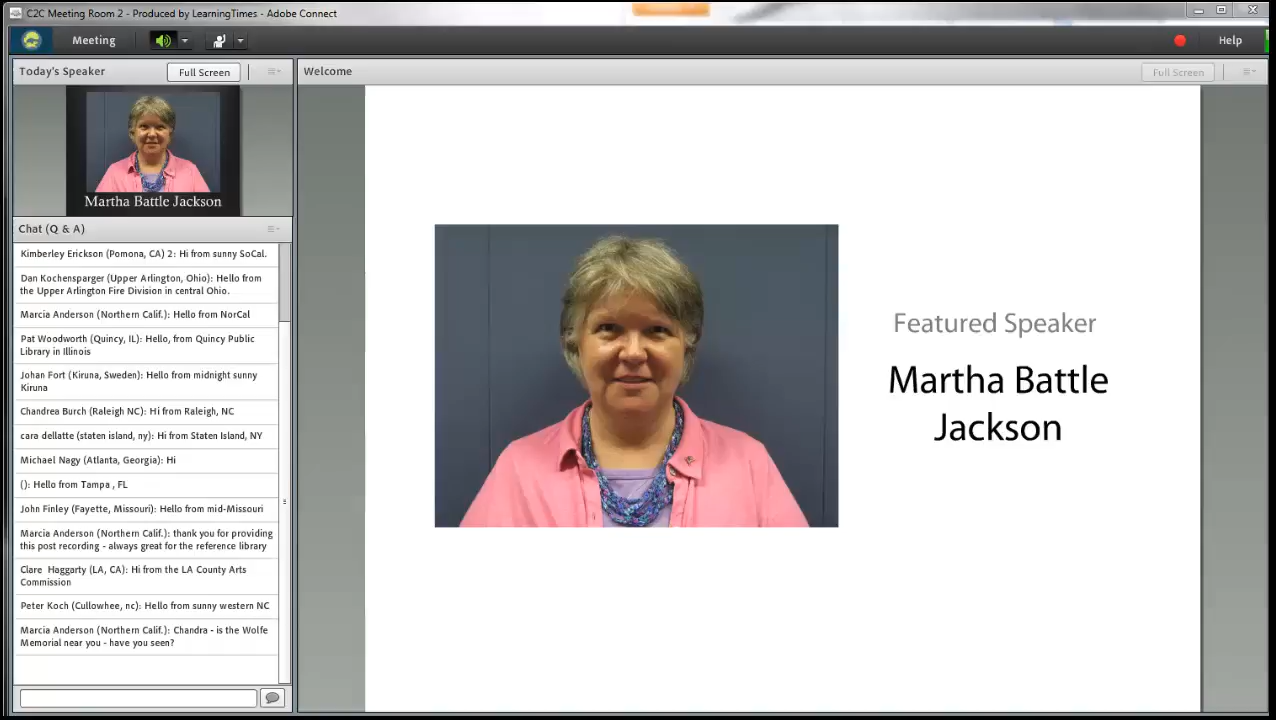 C2C Meeting Room 2 - Produced by LearningTimes - Adobe Connect
Meeting
Help
Today's Speaker
Full Screen
Welcome
Full Screen
Martha Battle Jackson
Chat (Q & A)
Kimberley Erickson (Pomona, CA) 2: Hi from sunny SoCal.
Dan Kochensparger (Upper Arlington, Ohio): Hello from
the Upper Arlington Fire Division in central Ohio.
Marcia Anderson (Northern Calif.): Hello from NorCal
Pat Woodworth (Quincy, IL): Hello, from Quincy Public
Library in Illinois
Johan Fort (Kiruna, Sweden): Hello from midnight sunny
Kiruna
Chandrea Burch (Raleigh NC): Hi from Raleigh, NC
cara dellatte (staten island, ny): Hi from Staten Island, NY
Michael Nagy (Atlanta, Georgia): Hi
(): Hello from Tampa , FL
John Finley (Fayette, Missouri): Hello from mid-Missouri
Marcia Anderson (Northern Calif.): thank you for providing
this post recording - always great for the reference library
Clare  Haggarty (LA, CA): Hi from the LA County Arts
Commission
Peter Koch (Cullowhee, nc): Hello from sunny western NC
Marcia Anderson (Northern Calif.): Chandra - is the Wolfe
Memorial near you - have you seen?
Featured Speaker
Martha Battle
Jackson